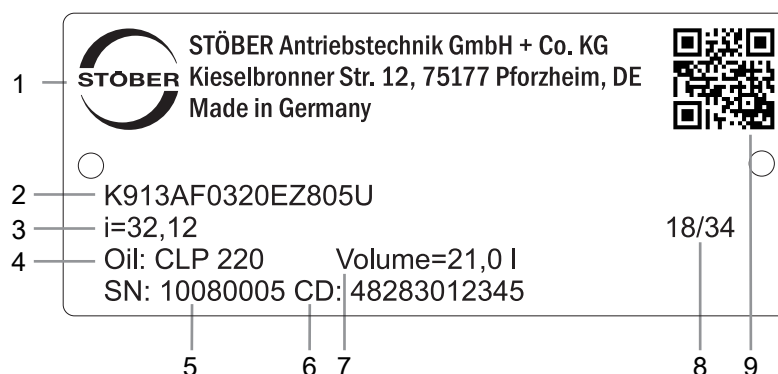 STÖBER Antriebstechnik GmbH + Co. KG
1 STÖBER Kieselbronner Str. 12, 75177 Pforzheim, DE
Made in Germany
2 K913AF0320EZ805U
3 i=32,12 18/34
4 Oil: CLP 220 Volume=21,0 l
SN: 10080005 CD: 48283012345
5 6 7 8 9